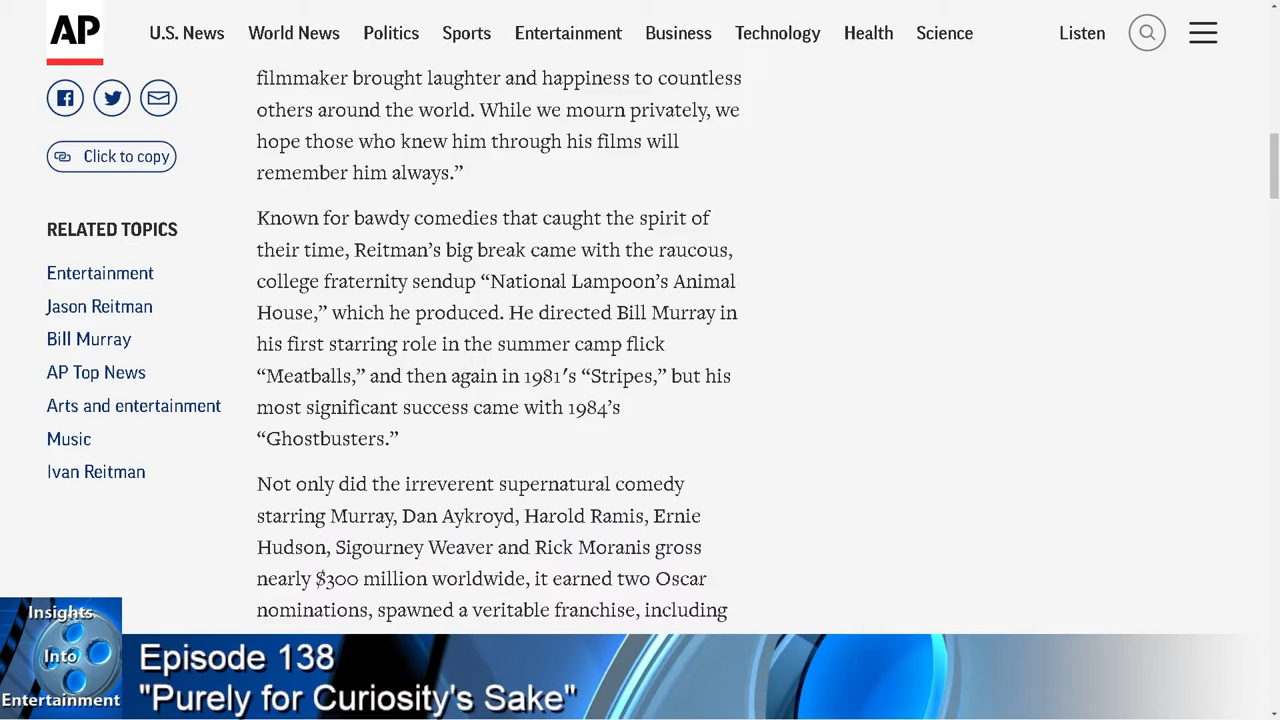 AP
U.S. News World News Politics Sports Entertainment Business Technology Health Science Listen
Click to copy
RELATED TOPICS
Entertainment
Jason Reitman
Bill Murray
AP Top News
Arts and entertainment
Music
Ivan Reitman
filmmaker brought laughter and happiness to countless
others around the world. While we mourn privately, we
hope those who knew him through his films will
remember him always.”
Known for bawdy comedies that caught the spirit of
their time, Reitman’s big break came with the raucous,
college fraternity sendup “National Lampoon’s Animal
House,” which he produced. He directed Bill Murray in
his first starring role in the summer camp flick
“Meatballs,” and then again in 1981′s “Stripes,” but his
most significant success came with 1984’s
“Ghostbusters.”
Not only did the irreverent supernatural comedy
starring Murray, Dan Aykroyd, Harold Ramis, Ernie
Hudson, Sigourney Weaver and Rick Moranis gross
nearly $300 million worldwide, it earned two Oscar
nominations, spawned a veritable franchise, including
Insights
Into
Entertainment
Episode 138
"Purely for Curiosity's Sake"